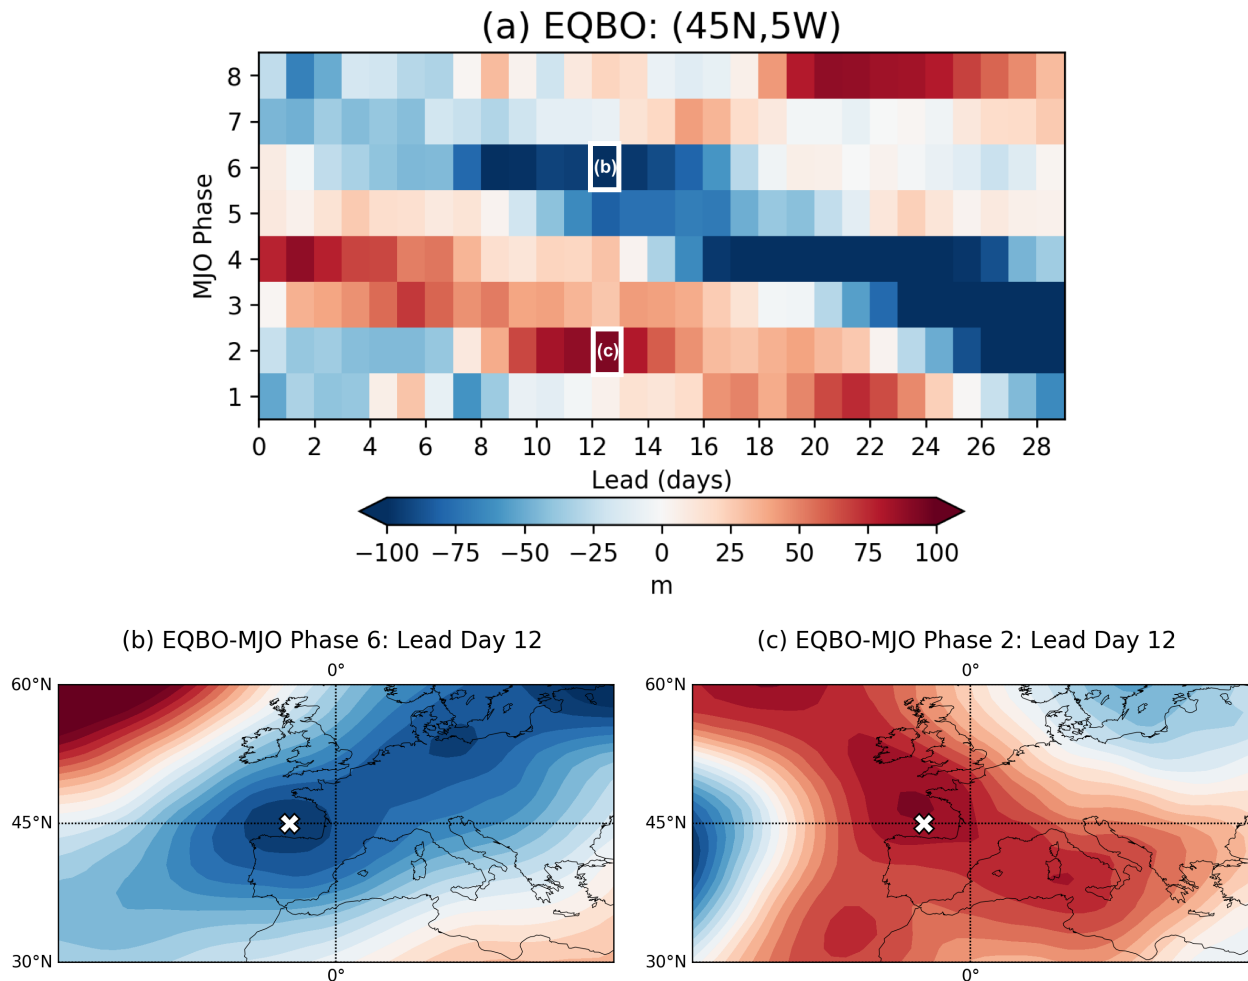 (a) EQBO: (45N,5W)
MJO Phase
8
7
6
5
4
3
2
1
(b)
(c)
0 2 4 6 8 10 12 14 16 18 20 22 24 26 28
Lead (days)
−100 −75 −50 −25 0 25 50 75 100
m
(b) EQBO-MJO Phase 6: Lead Day 12
0°
60°N
45°N
30°N
0°
(c) EQBO-MJO Phase 2: Lead Day 12
0°
60°N
45°N
30°N
0°